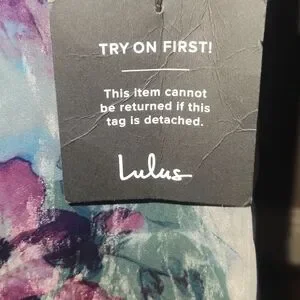 TRY ON FIRST!
This item cannot
be returned if this
tag is detached.
Lulus